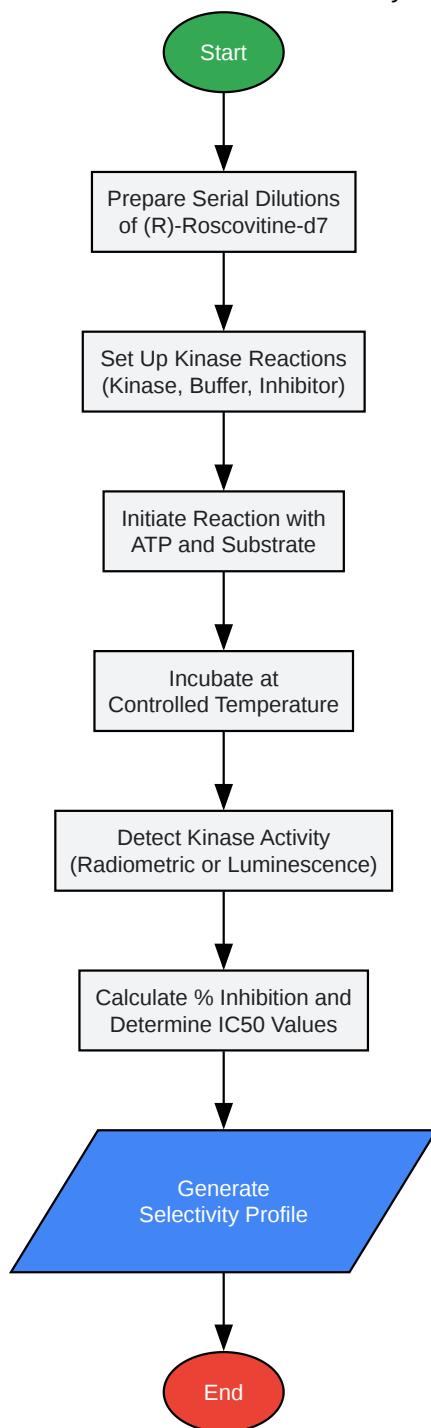 Start
Prepare Serial Dilutions
of (R)-Roscovitine-d7
Set Up Kinase Reactions
(Kinase, Buffer, Inhibitor)
Initiate Reaction with
ATP and Substrate
Incubate at
Controlled Temperature
Detect Kinase Activity
(Radiometric or Luminescence)
Calculate % Inhibition and
Determine IC50 Values
Generate
Selectivity Profile
End